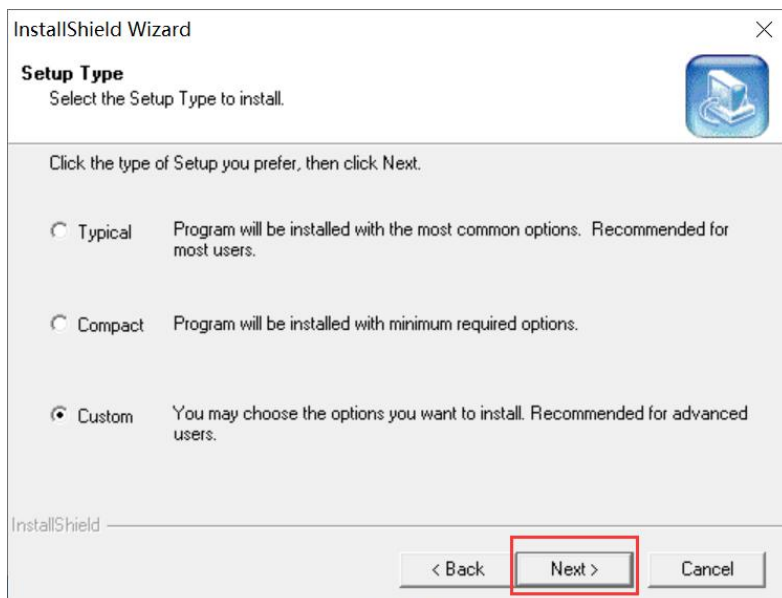 InstallShield Wizard
Setup Type
Select the Setup Type to install.
Click the type of Setup you prefer, then click Next.
Typical
Program will be installed with the most common options. Recommended for
most users.
Compact
Program will be installed with minimum required options.
Custom
You may choose the options you want to install. Recommended for advanced
users.
InstallShield
< Back
Next >
Cancel